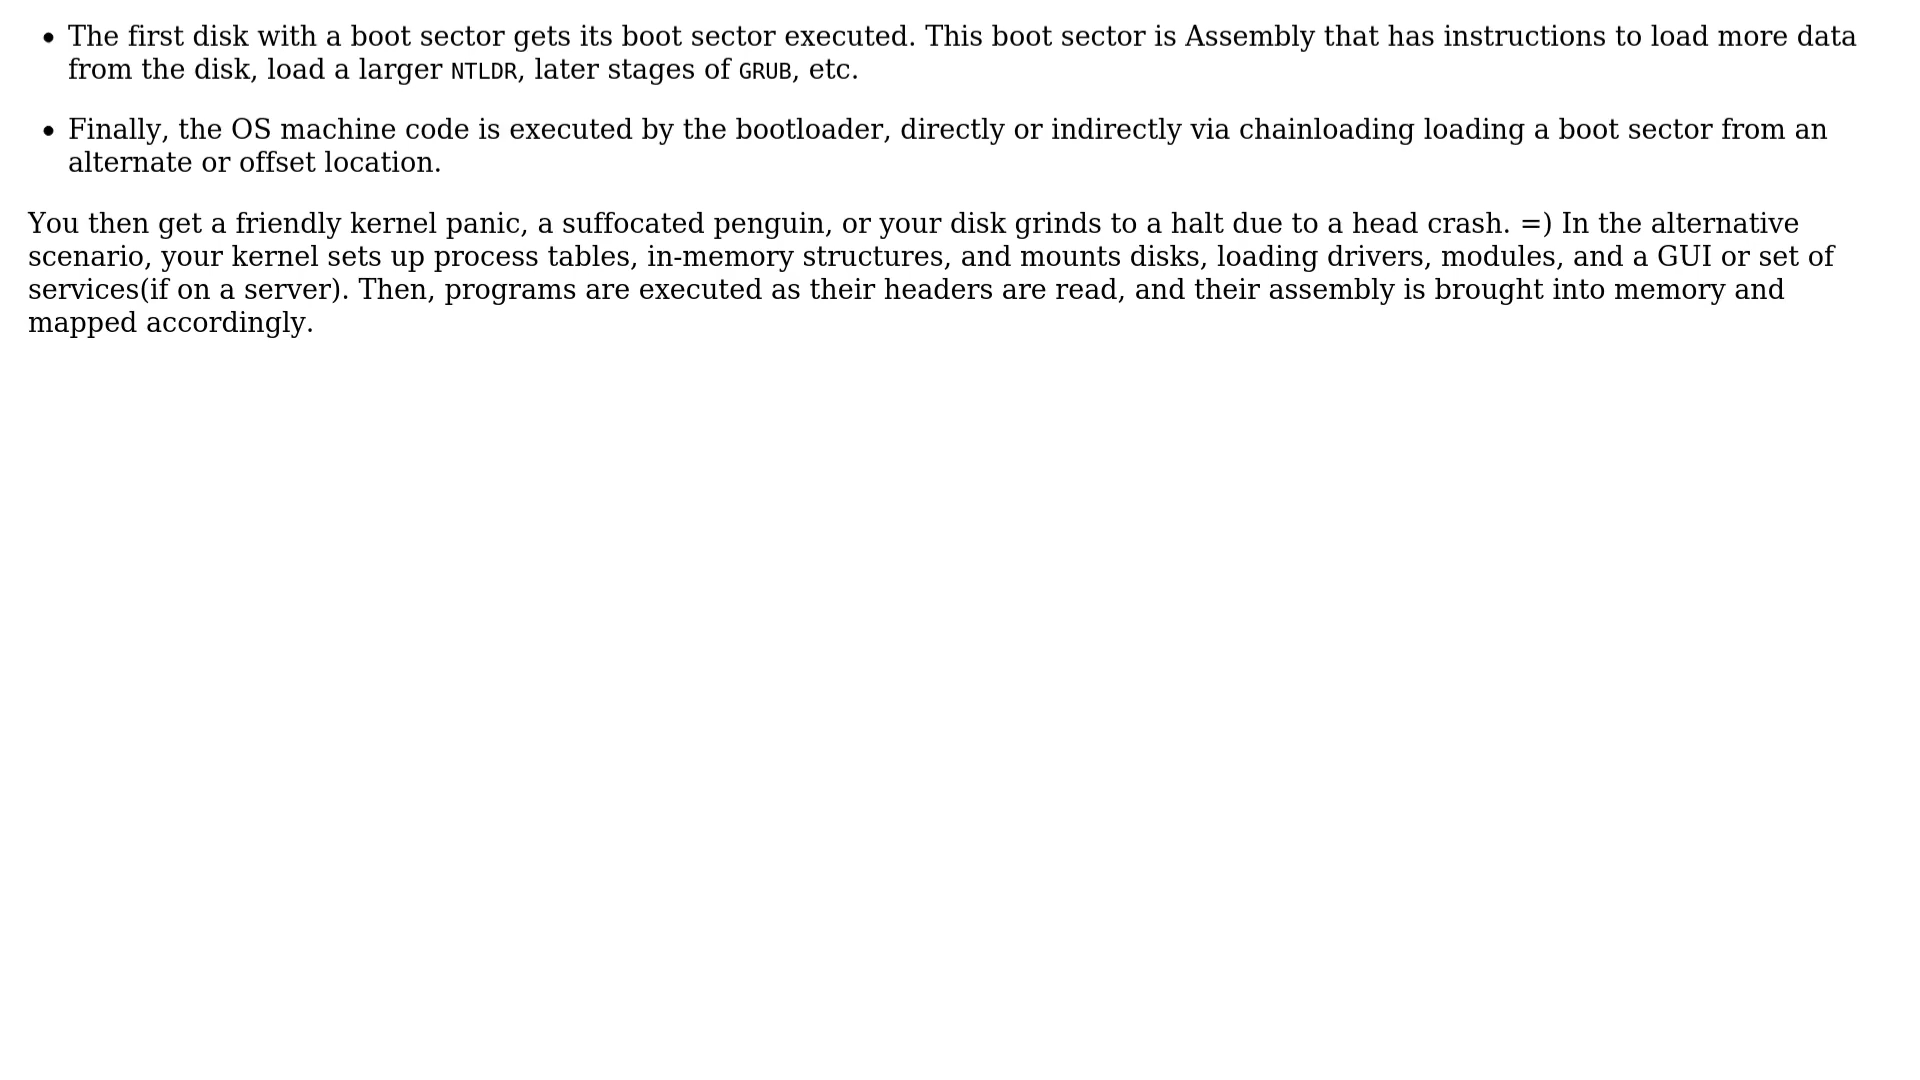 • The first disk with a boot sector gets its boot sector executed. This boot sector is Assembly that has instructions to load more data
from the disk, load a larger NTLDR, later stages of GRUB, etc.
• Finally, the OS machine code is executed by the bootloader, directly or indirectly via chainloading loading a boot sector from an
alternate or offset location.
You then get a friendly kernel panic, a suffocated penguin, or your disk grinds to a halt due to a head crash. =) In the alternative
scenario, your kernel sets up process tables, in-memory structures, and mounts disks, loading drivers, modules, and a GUI or set of
services(if on a server). Then, programs are executed as their headers are read, and their assembly is brought into memory and
mapped accordingly.